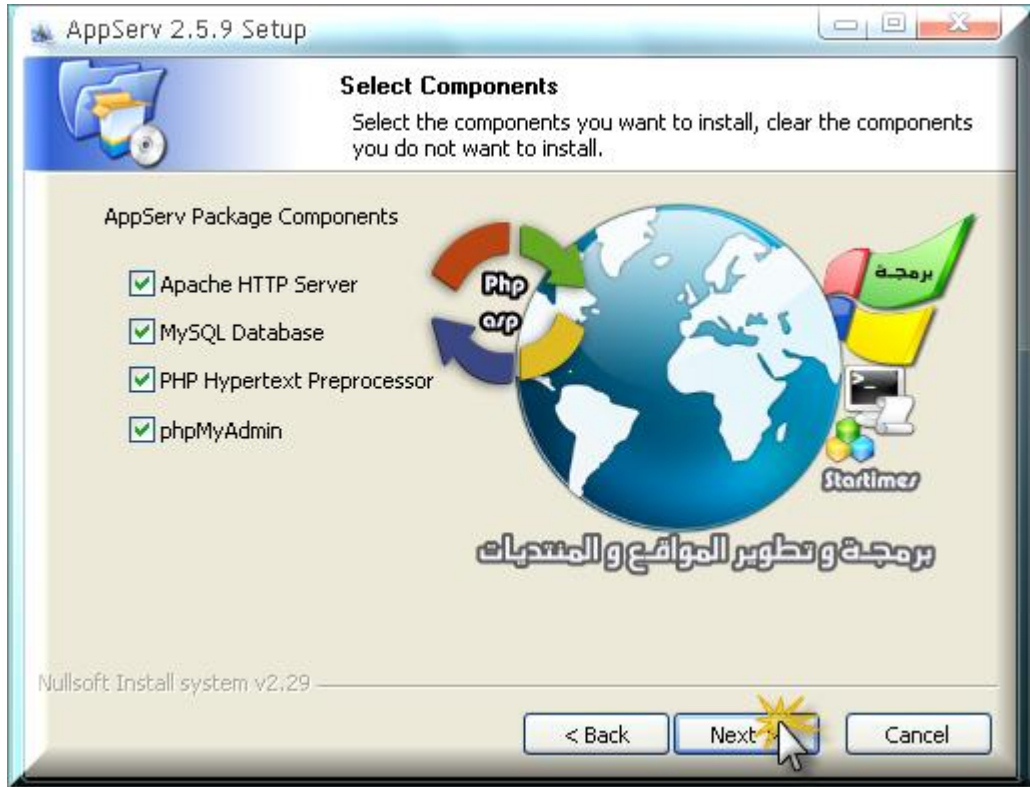 AppServ 2.5.9 Setup
Select Components
Select the components you want to install, clear the components
you do not want to install.
AppServ Package Components
Apache HTTP Server
MySQL Database
PHP Hypertext Preprocessor
phpMyAdmin
Php
asp
برمجة
>_
Startimes
برمجة و تطوير المواقع و المنتديات
Nullsoft Install system v2.29
< Back
Next >
Cancel